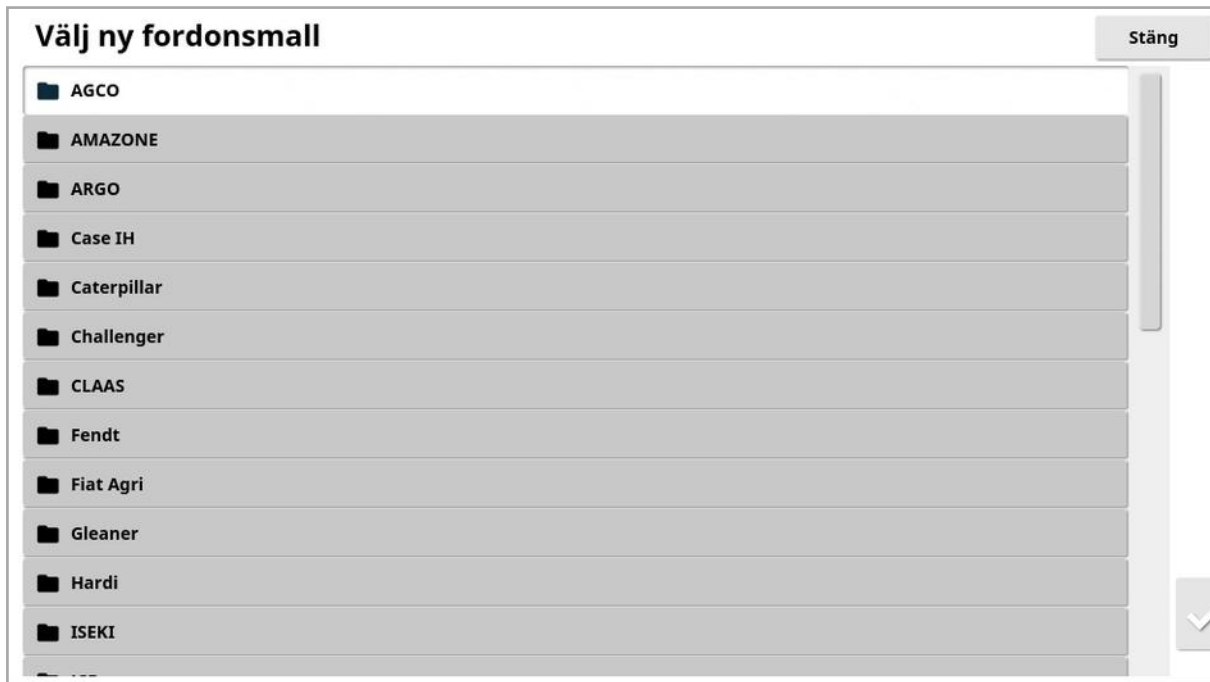 Välj ny fordonsmall
Stäng
AGCO
AMAZONE
ARGO
Case IH
Caterpillar
Challenger
CLAAS
Fendt
Fiat Agri
Gleaner
Hardi
ISEKI